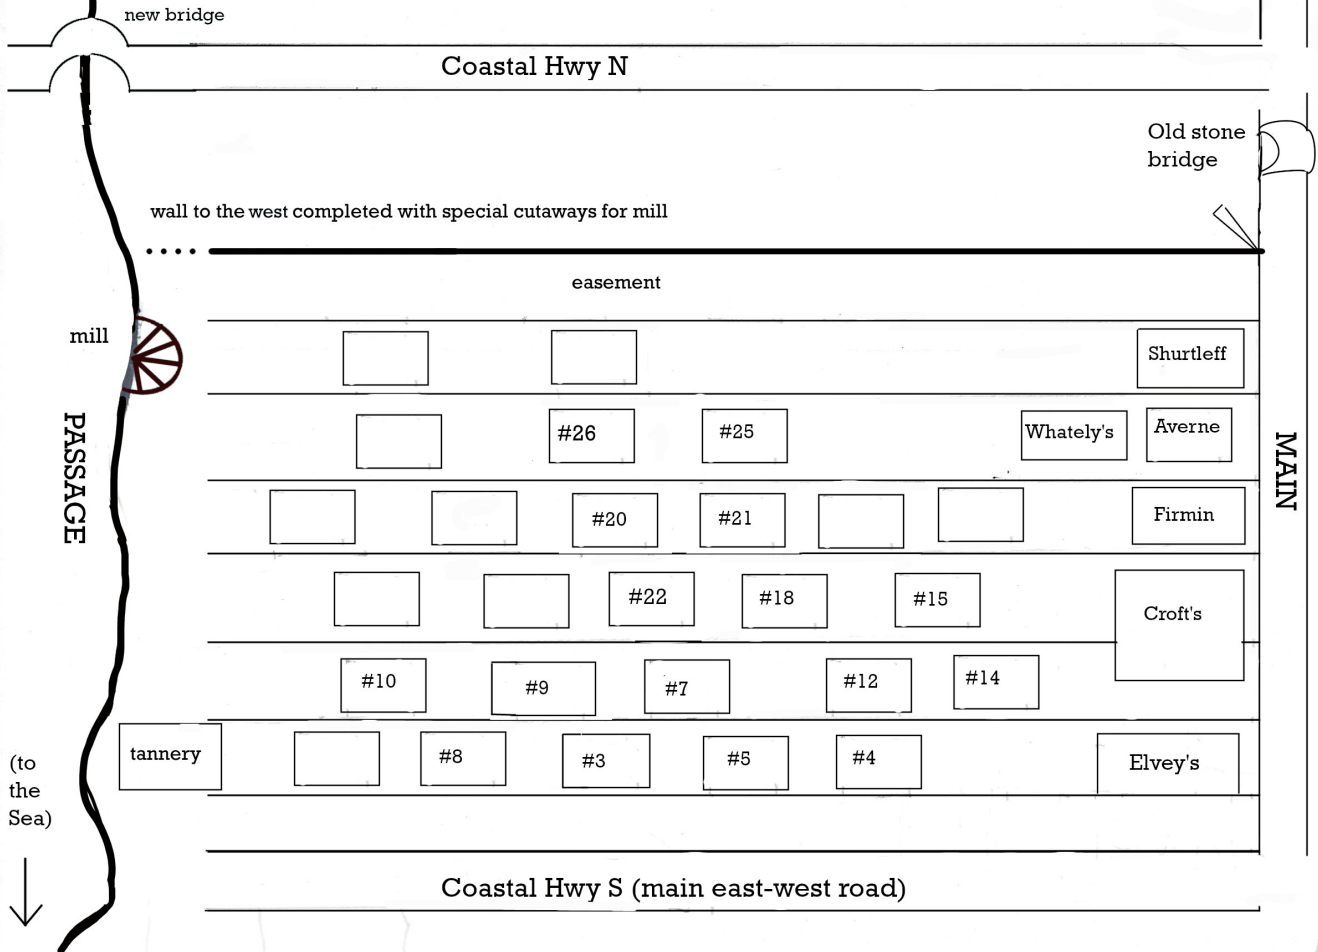 new bridge
Coastal Hwy N
Old stone
bridge
wall to the west completed with special cutaways for mill
easement
mill
Shurtleff
#26
#25
Whately's
Averne
PASSAGE
MAIN
#20
#21
Firmin
#22
#18
#15
Croft's
#10
#9
#7
#12
#14
tannery
#8
#3
#5
#4
Elvey's
(to
the
Sea)
Coastal Hwy S (main east-west road)